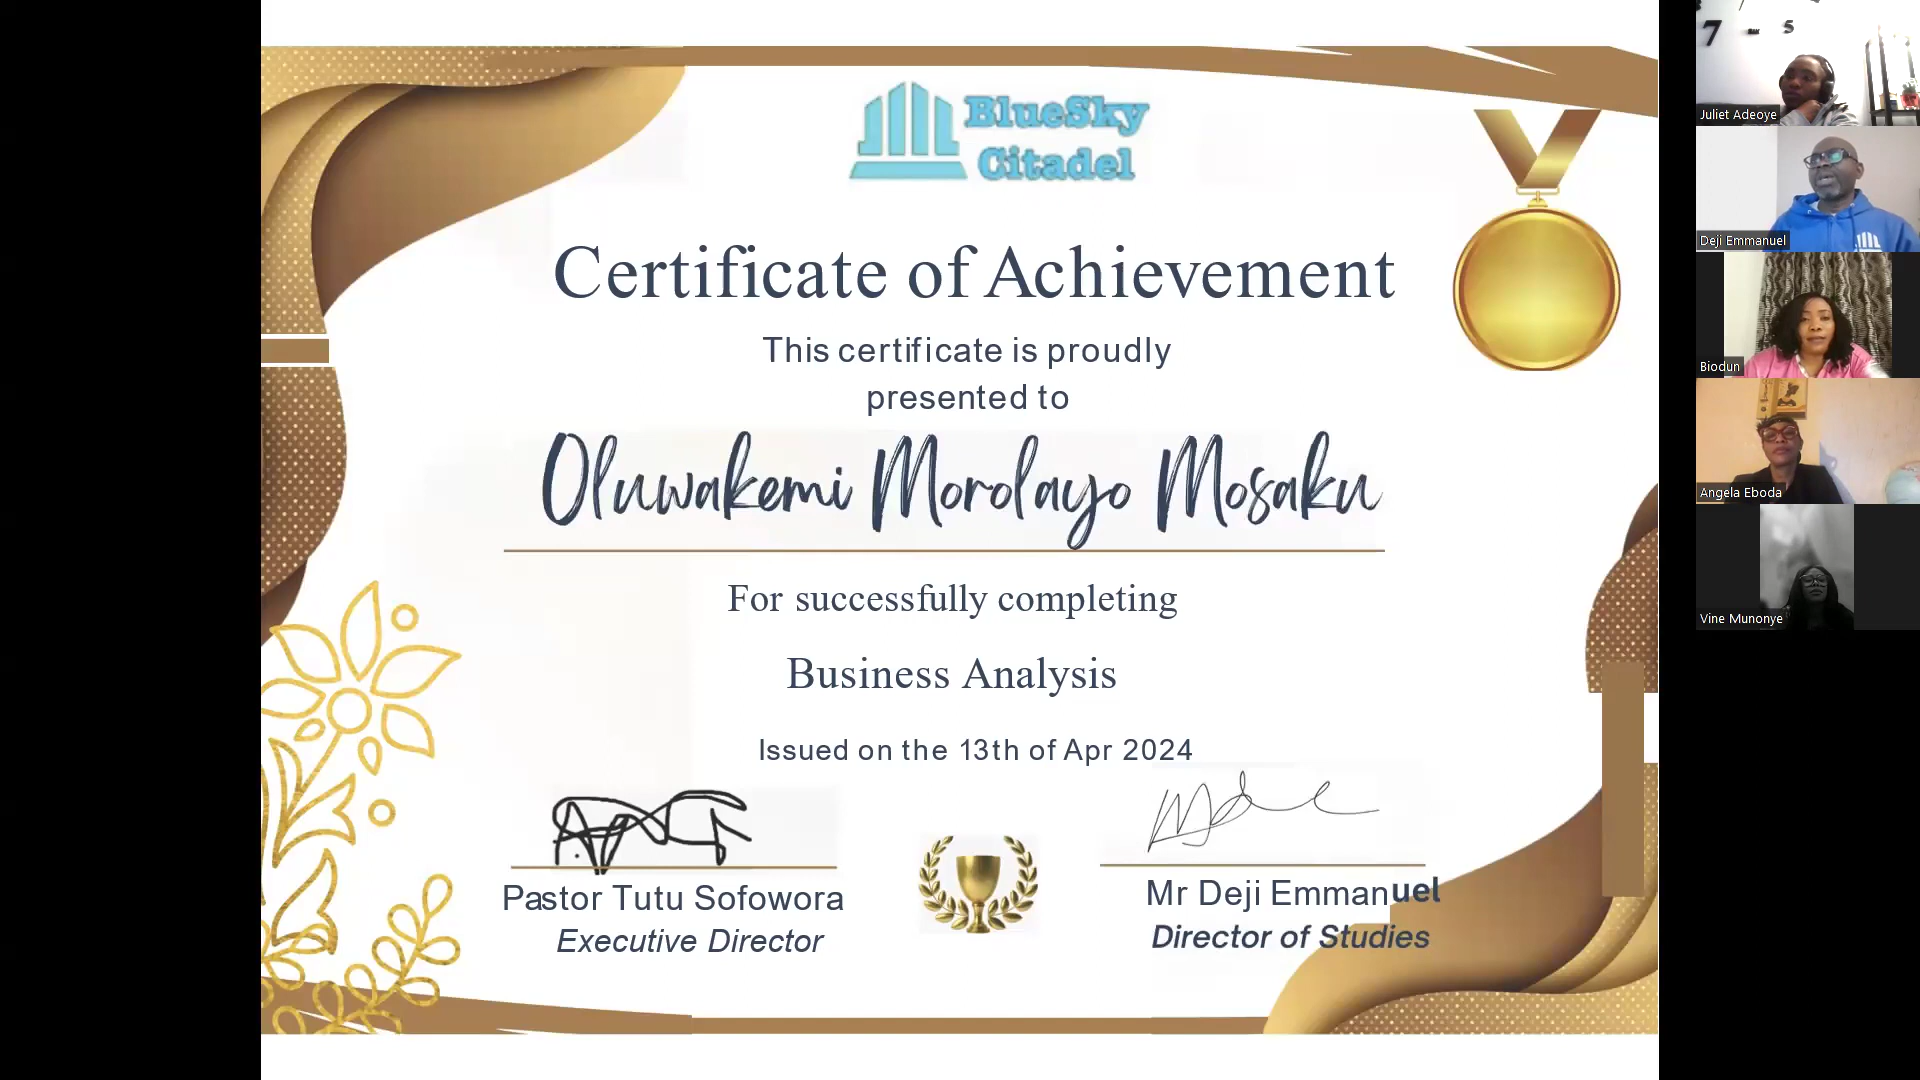 BlueSky
Citadel
Certificate of Achievement
This certificate is proudly
presented to
Oluwakemi Morolayo Mosaku
For successfully completing
Business Analysis
Issued on the 13th of Apr 2024
Pastor Tutu Sofowora
Executive Director
Mr Deji Emmanuel
Director of Studies
7
5
Juliet Adeoye
Deji Emmanuel
Biodun
Angela Eboda
Vine Munonye